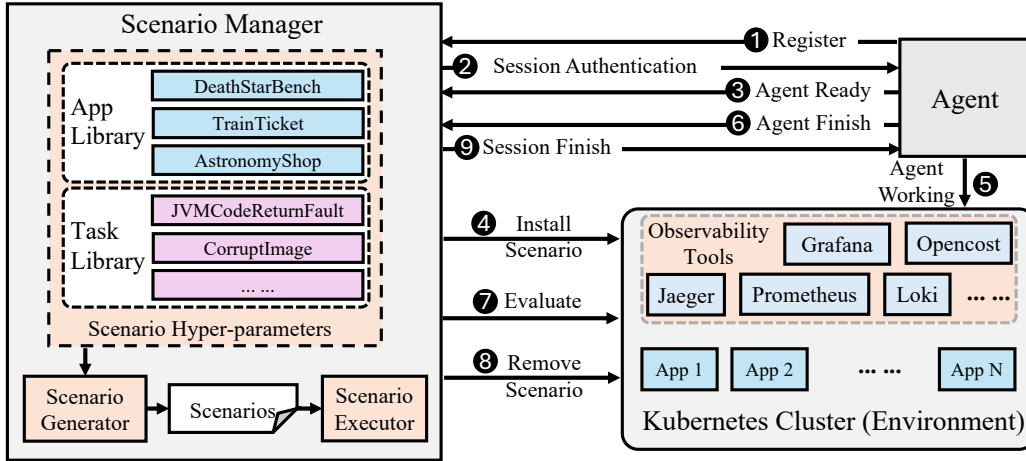 Scenario Manager
App
Library
DeathStarBench
TrainTicket
AstronomyShop
Task
Library
JVMCodeReturnFault
CorruptImage
... ...
Scenario Hyper-parameters
Scenario
Generator
Scenarios
Scenario
Executor
1 Register
2 Session Authentication
3 Agent Ready
6 Agent Finish
9 Session Finish
Agent
Agent
Working
5
4 Install
Scenario
7 Evaluate
8 Remove
Scenario
Observability
Tools
Grafana
Opencost
Jaeger
Prometheus
Loki
... ...
App 1
App 2
... ...
App N
Kubernetes Cluster (Environment)